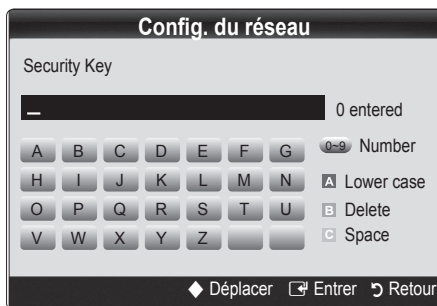 Config. du réseau
Security Key
_ 0 entered
A B C D E F G 0~9 Number
H I J K L M N A Lower case
O P Q R S T U B Delete
V W X Y Z C Space
Déplacer Entrer Retour